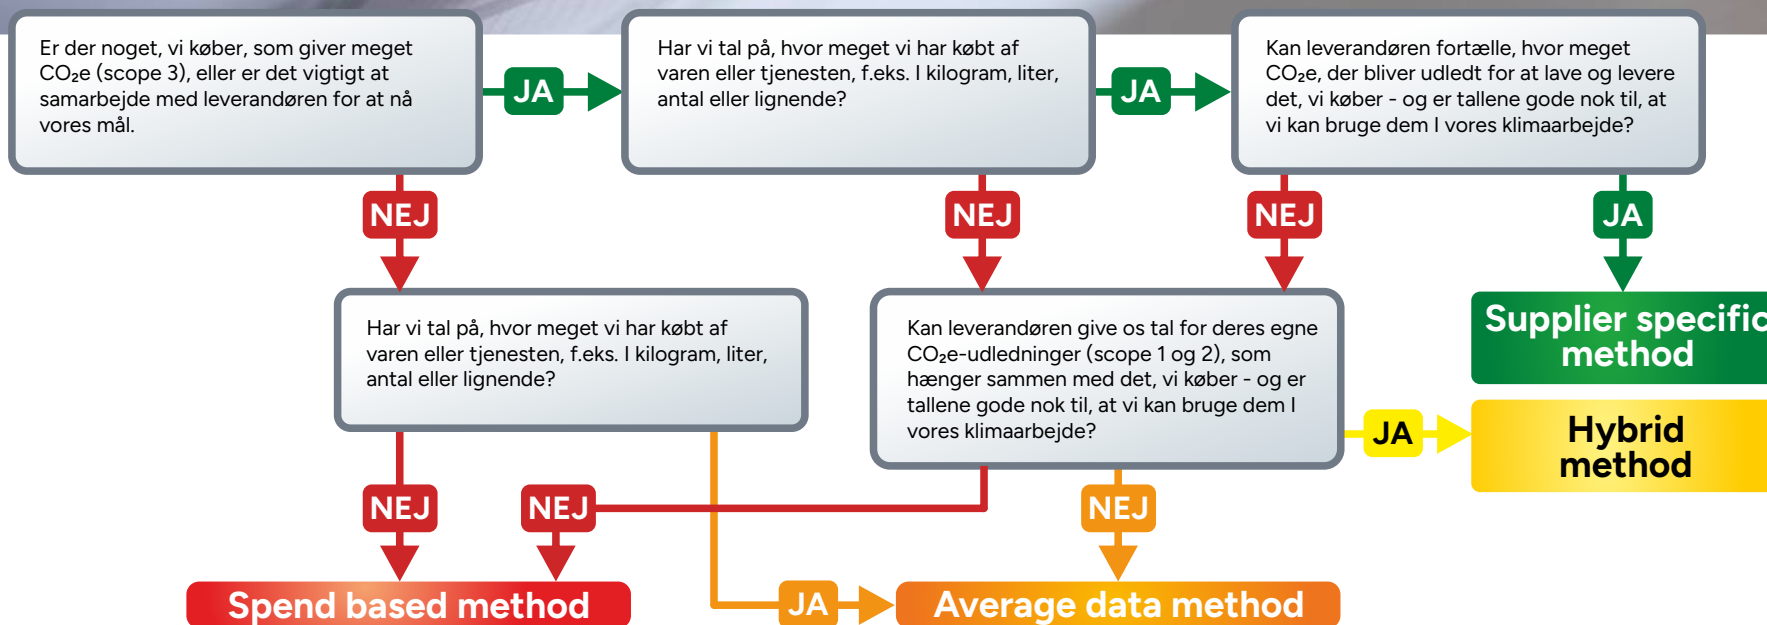 Er der noget, vi køber, som giver meget
CO₂e (scope 3), eller er det vigtigt at
samarbejde med leverandøren for at nå
vores mål.
JA
Har vi tal på, hvor meget vi har købt af
varen eller tjenesten, f.eks. I kilogram, liter,
antal eller lignende?
JA
Kan leverandøren fortælle, hvor meget
CO₂e, der bliver udledt for at lave og levere
det, vi køber - og er tallene gode nok til, at
vi kan bruge dem I vores klimaarbejde?
NEJ
NEJ
NEJ
JA
Har vi tal på, hvor meget vi har købt af
varen eller tjenesten, f.eks. I kilogram, liter,
antal eller lignende?
Kan leverandøren give os tal for deres egne
CO₂e-udledninger (scope 1 og 2), som
hænger sammen med det, vi køber - og er
tallene gode nok til, at vi kan bruge dem I
vores klimaarbejde?
Supplier specific
method
JA
Hybrid
method
NEJ
NEJ
NEJ
Spend based method
JA
Average data method